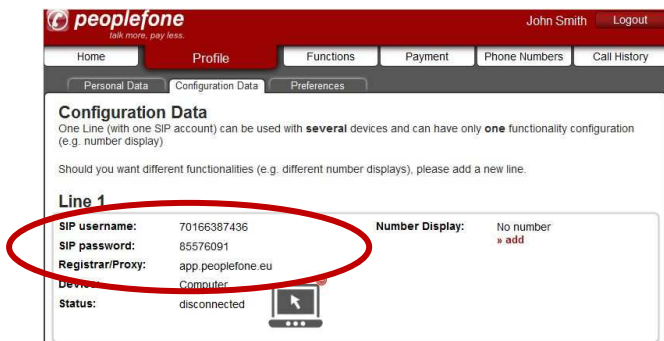 peoplefone
talk more, pay less.
John Smith Logout
Home Profile Functions Payment Phone Numbers Call History
Personal Data Configuration Data Preferences
Configuration Data
One Line (with one SIP account) can be used with several devices and can have only one functionality configuration
(e.g. number display)
Should you want different functionalities (e.g. different number displays), please add a new line.
Line 1
SIP username: 70166387436 Number Display: No number
SIP password: 85576091 » add
Registrar/Proxy: app.peoplefone.eu
Device: Computer
Status: disconnected